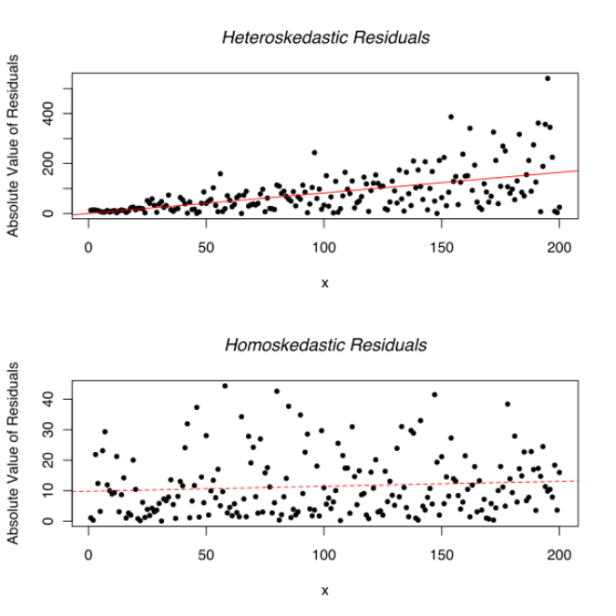 Heteroskedastic Residuals
Absolute Value of Residuals
400
200
0
0 50 100 150 200
x
Homoskedastic Residuals
Absolute Value of Residuals
40
30
20
10
0
0 50 100 150 200
x